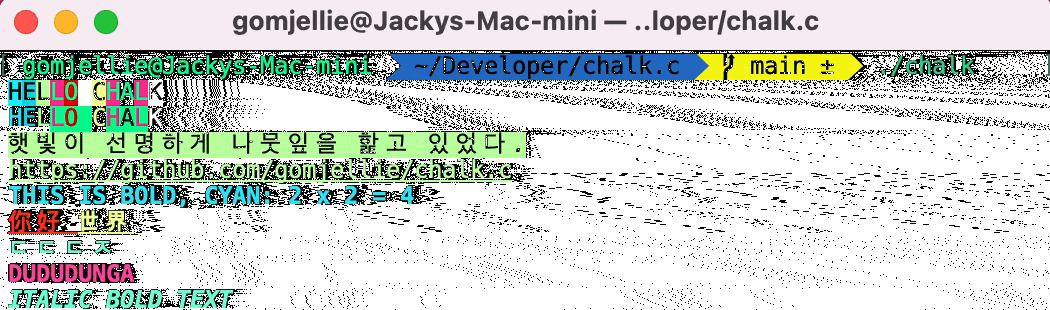 gomjellie@Jackys-Mac-mini — ..loper/chalk.c
gomjellie@Jackys-Mac-mini ~/Developer/chalk.c main ± ./chalk
HELLO CHALK
HELLO CHALK
햇빛이 선명하게 나뭇잎을 핥고 있었다.
https://github.com/gomjellie/chalk.c
THIS IS BOLD, CYAN: 2 x 2 = 4
你好-世界
ㄷㄷㄷㅈ
DUDUDUNGA
ITALIC BOLD TEXT